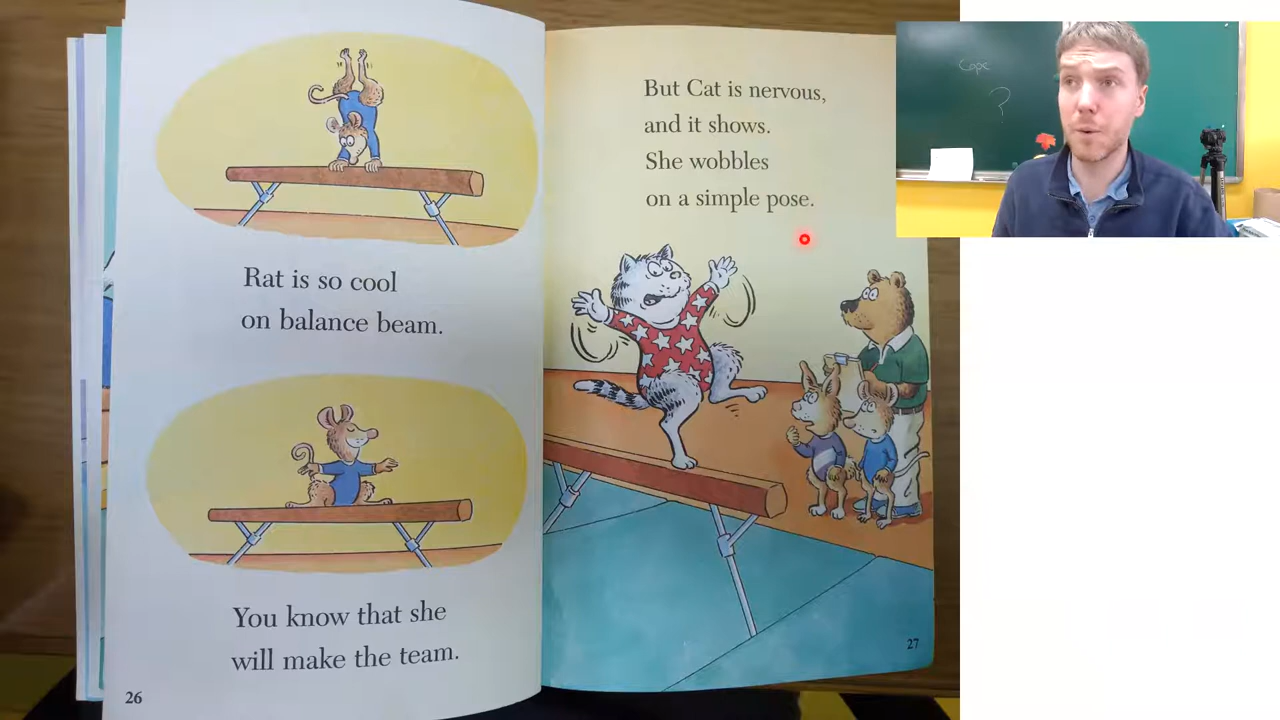 Rat is so cool
on balance beam.
You know that she
will make the team.
26
But Cat is nervous,
and it shows.
She wobbles
on a simple pose.
27
Cape
?